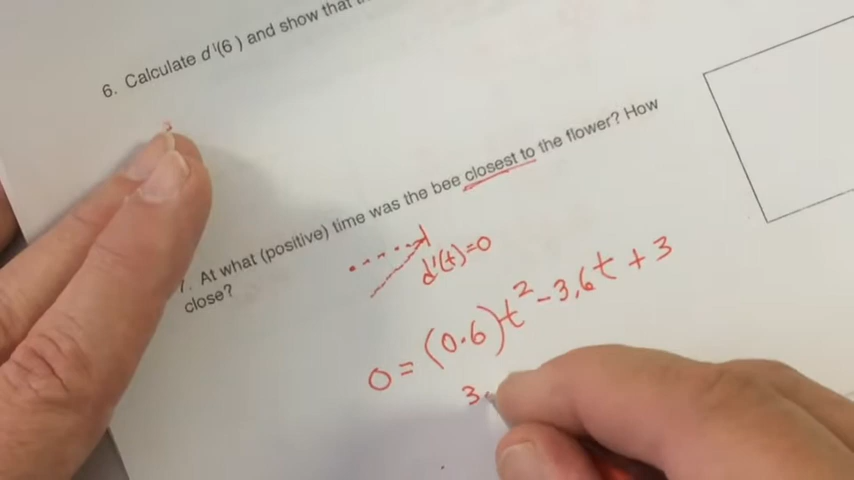 6. Calculate d'(6) and show that
7. At what (positive) time was the bee closest to the flower? How
close?
d'(t)=0
0 = (0.6)t² - 3,6t + 3
3